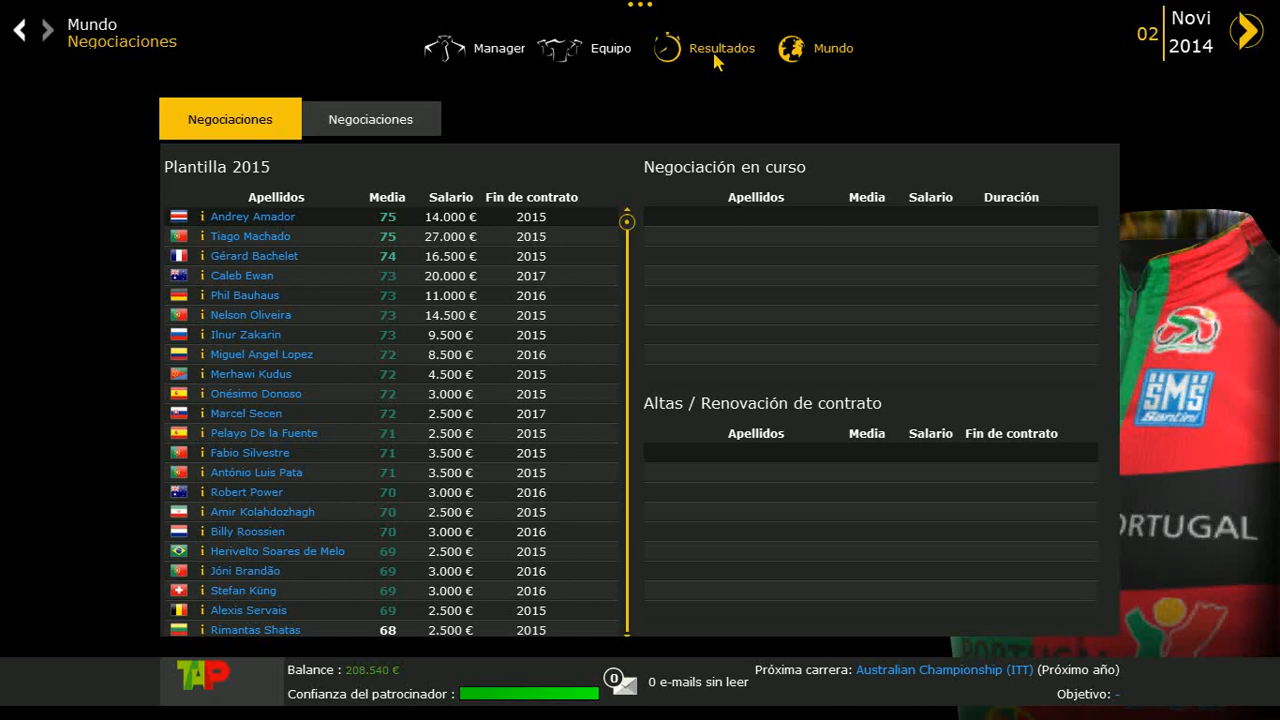 Mundo
Negociaciones
Manager
Equipo
Resultados
Mundo
02
Novi
2014
Negociaciones
Negociaciones
Plantilla 2015
Apellidos Media Salario Fin de contrato
i Andrey Amador 75 14.000 € 2015
i Tiago Machado 75 27.000 € 2015
i Gérard Bachelet 74 16.500 € 2015
i Caleb Ewan 73 20.000 € 2017
i Phil Bauhaus 73 11.000 € 2016
i Nelson Oliveira 73 14.500 € 2015
i Ilnur Zakarin 73 9.500 € 2015
i Miguel Angel Lopez 72 8.500 € 2016
i Merhawi Kudus 72 4.500 € 2015
i Onésimo Donoso 72 3.000 € 2015
i Marcel Secen 72 2.500 € 2017
i Pelayo De la Fuente 71 2.500 € 2015
i Fabio Silvestre 71 3.500 € 2015
i António Luis Pata 71 3.500 € 2015
i Robert Power 70 3.000 € 2016
i Amir Kolahdozhagh 70 2.500 € 2015
i Billy Roossien 70 3.000 € 2016
i Herivelto Soares de Melo 69 2.500 € 2015
i Jóni Brandão 69 3.000 € 2016
i Stefan Küng 69 3.000 € 2016
i Alexis Servais 69 2.500 € 2015
i Rimantas Shatas 68 2.500 € 2015
Negociación en curso
Apellidos Media Salario Duración
Altas / Renovación de contrato
Apellidos Media Salario Fin de contrato
SMS
Santini
PORTUGAL
TAP
Balance : 208.540 €
Confianza del patrocinador :
0
0 e-mails sin leer
Próxima carrera: Australian Championship (ITT) (Próximo año)
Objetivo: -